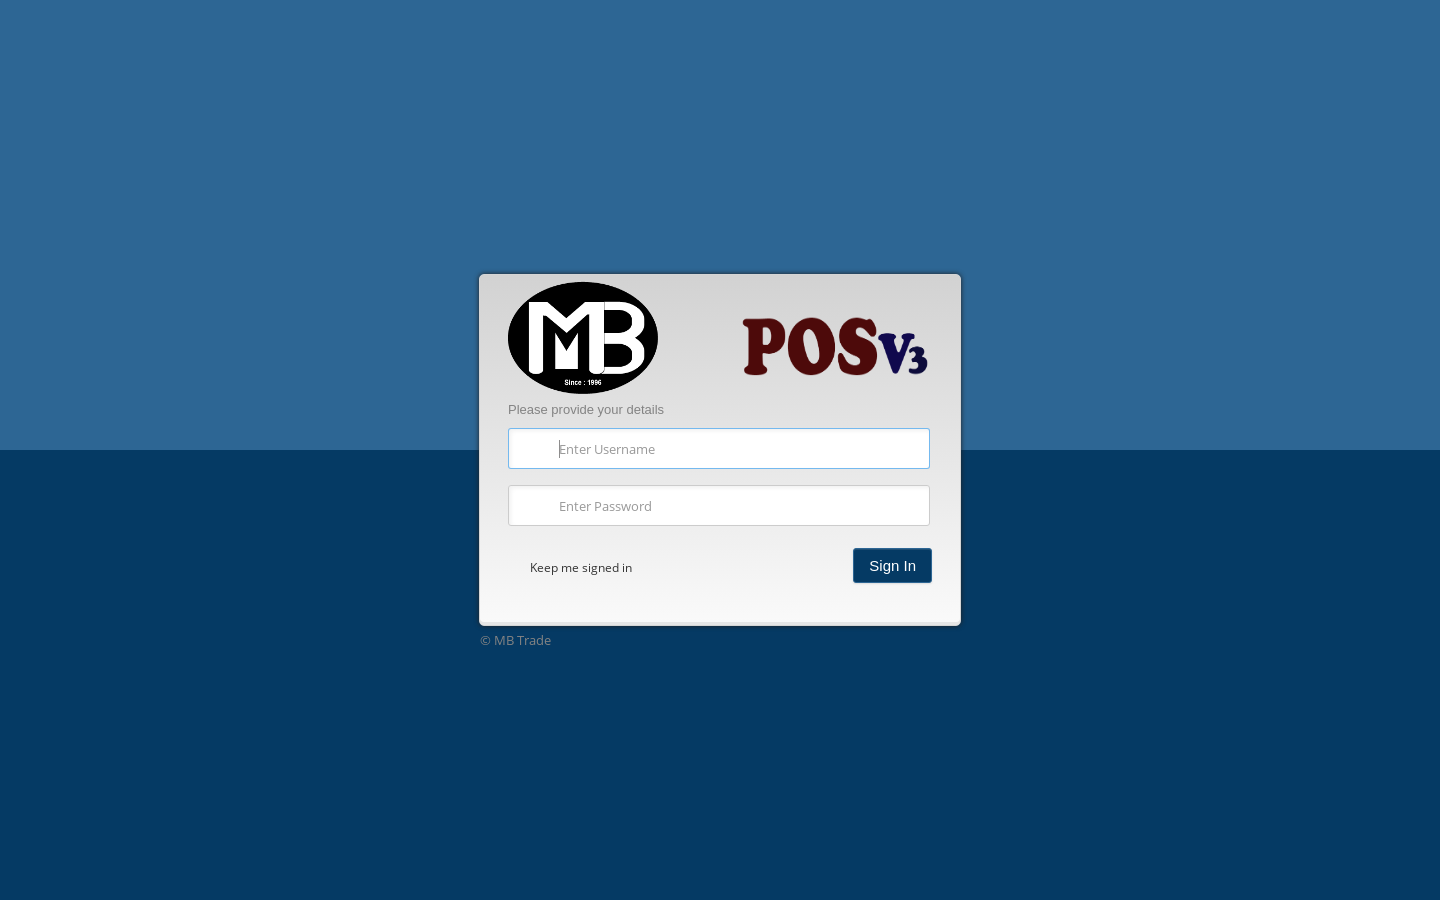 MB
Since : 1996
POSV3
Please provide your details
Enter Username
Enter Password
Keep me signed in
Sign In
© MB Trade